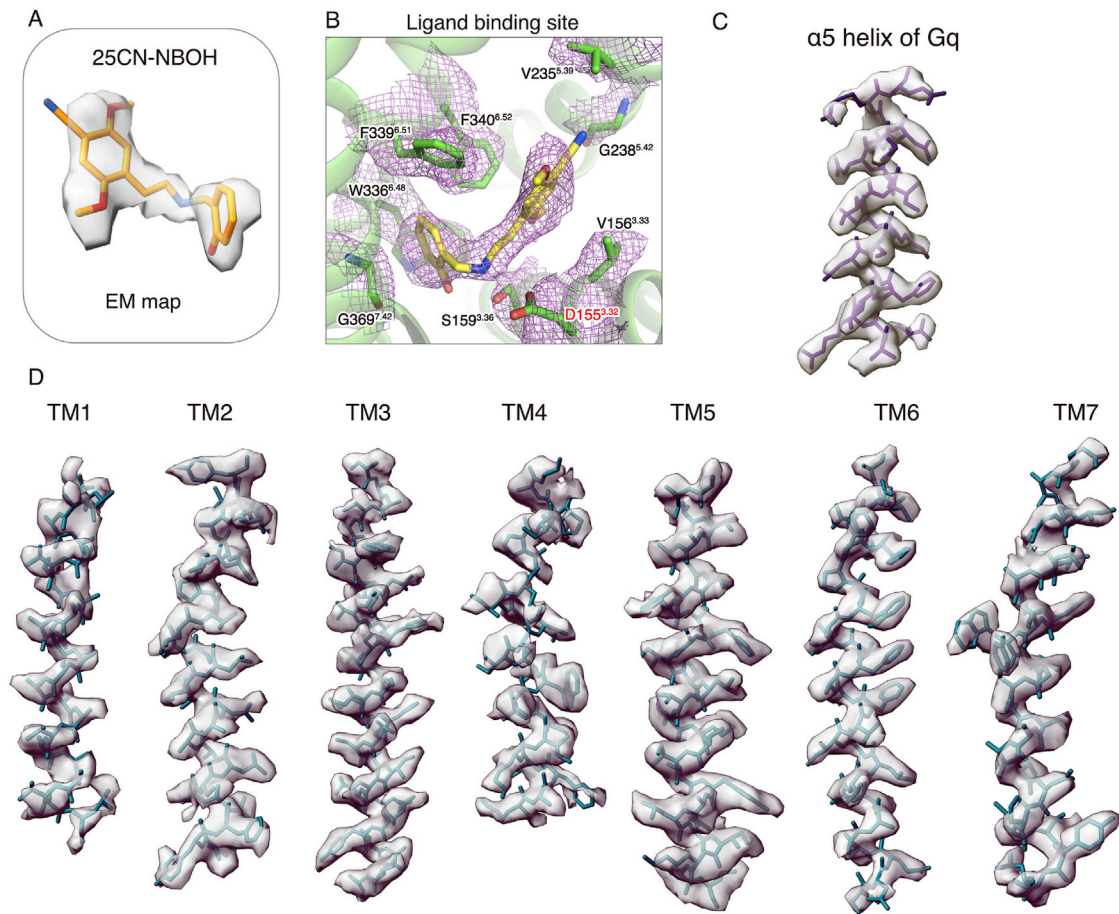 A
25CN-NBOH
EM map
B
Ligand binding site
V235^5.39
F340^6.52
F339^6.51
G238^5.42
W336^6.48
V156^3.33
G369^7.42
S159^3.36
D155^3.32
C
α5 helix of Gq
D
TM1 TM2 TM3 TM4 TM5 TM6 TM7